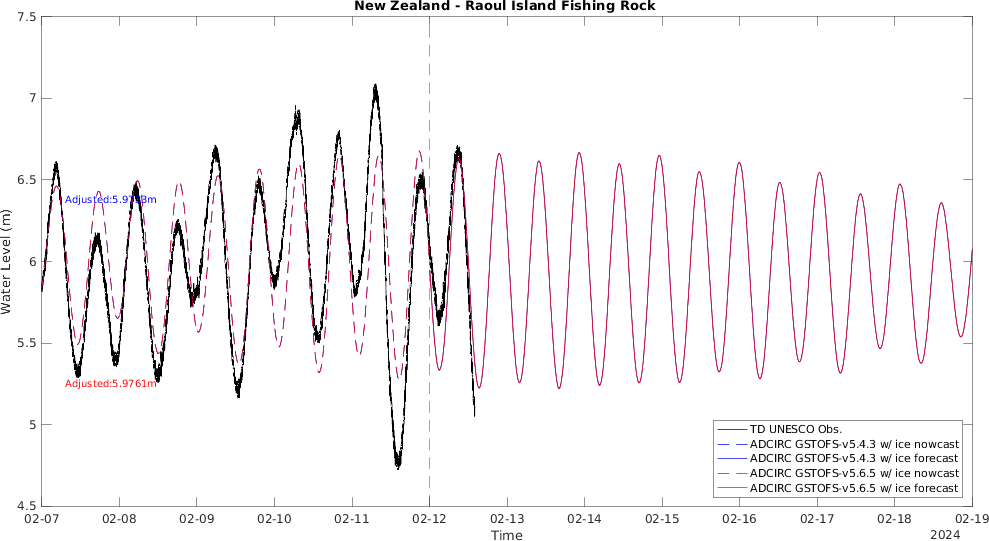 New Zealand - Raoul Island Fishing Rock
7.5
7
6.5
6
5.5
5
4.5
Water Level (m)
Adjusted:5.9761m
TD UNESCO Obs.
ADCIRC GSTOFS-v5.4.3 w/ ice nowcast
ADCIRC GSTOFS-v5.4.3 w/ ice forecast
ADCIRC GSTOFS-v5.6.5 w/ ice nowcast
ADCIRC GSTOFS-v5.6.5 w/ ice forecast
02-07 02-08 02-09 02-10 02-11 02-12 02-13 02-14 02-15 02-16 02-17 02-18 02-19
Time
2024